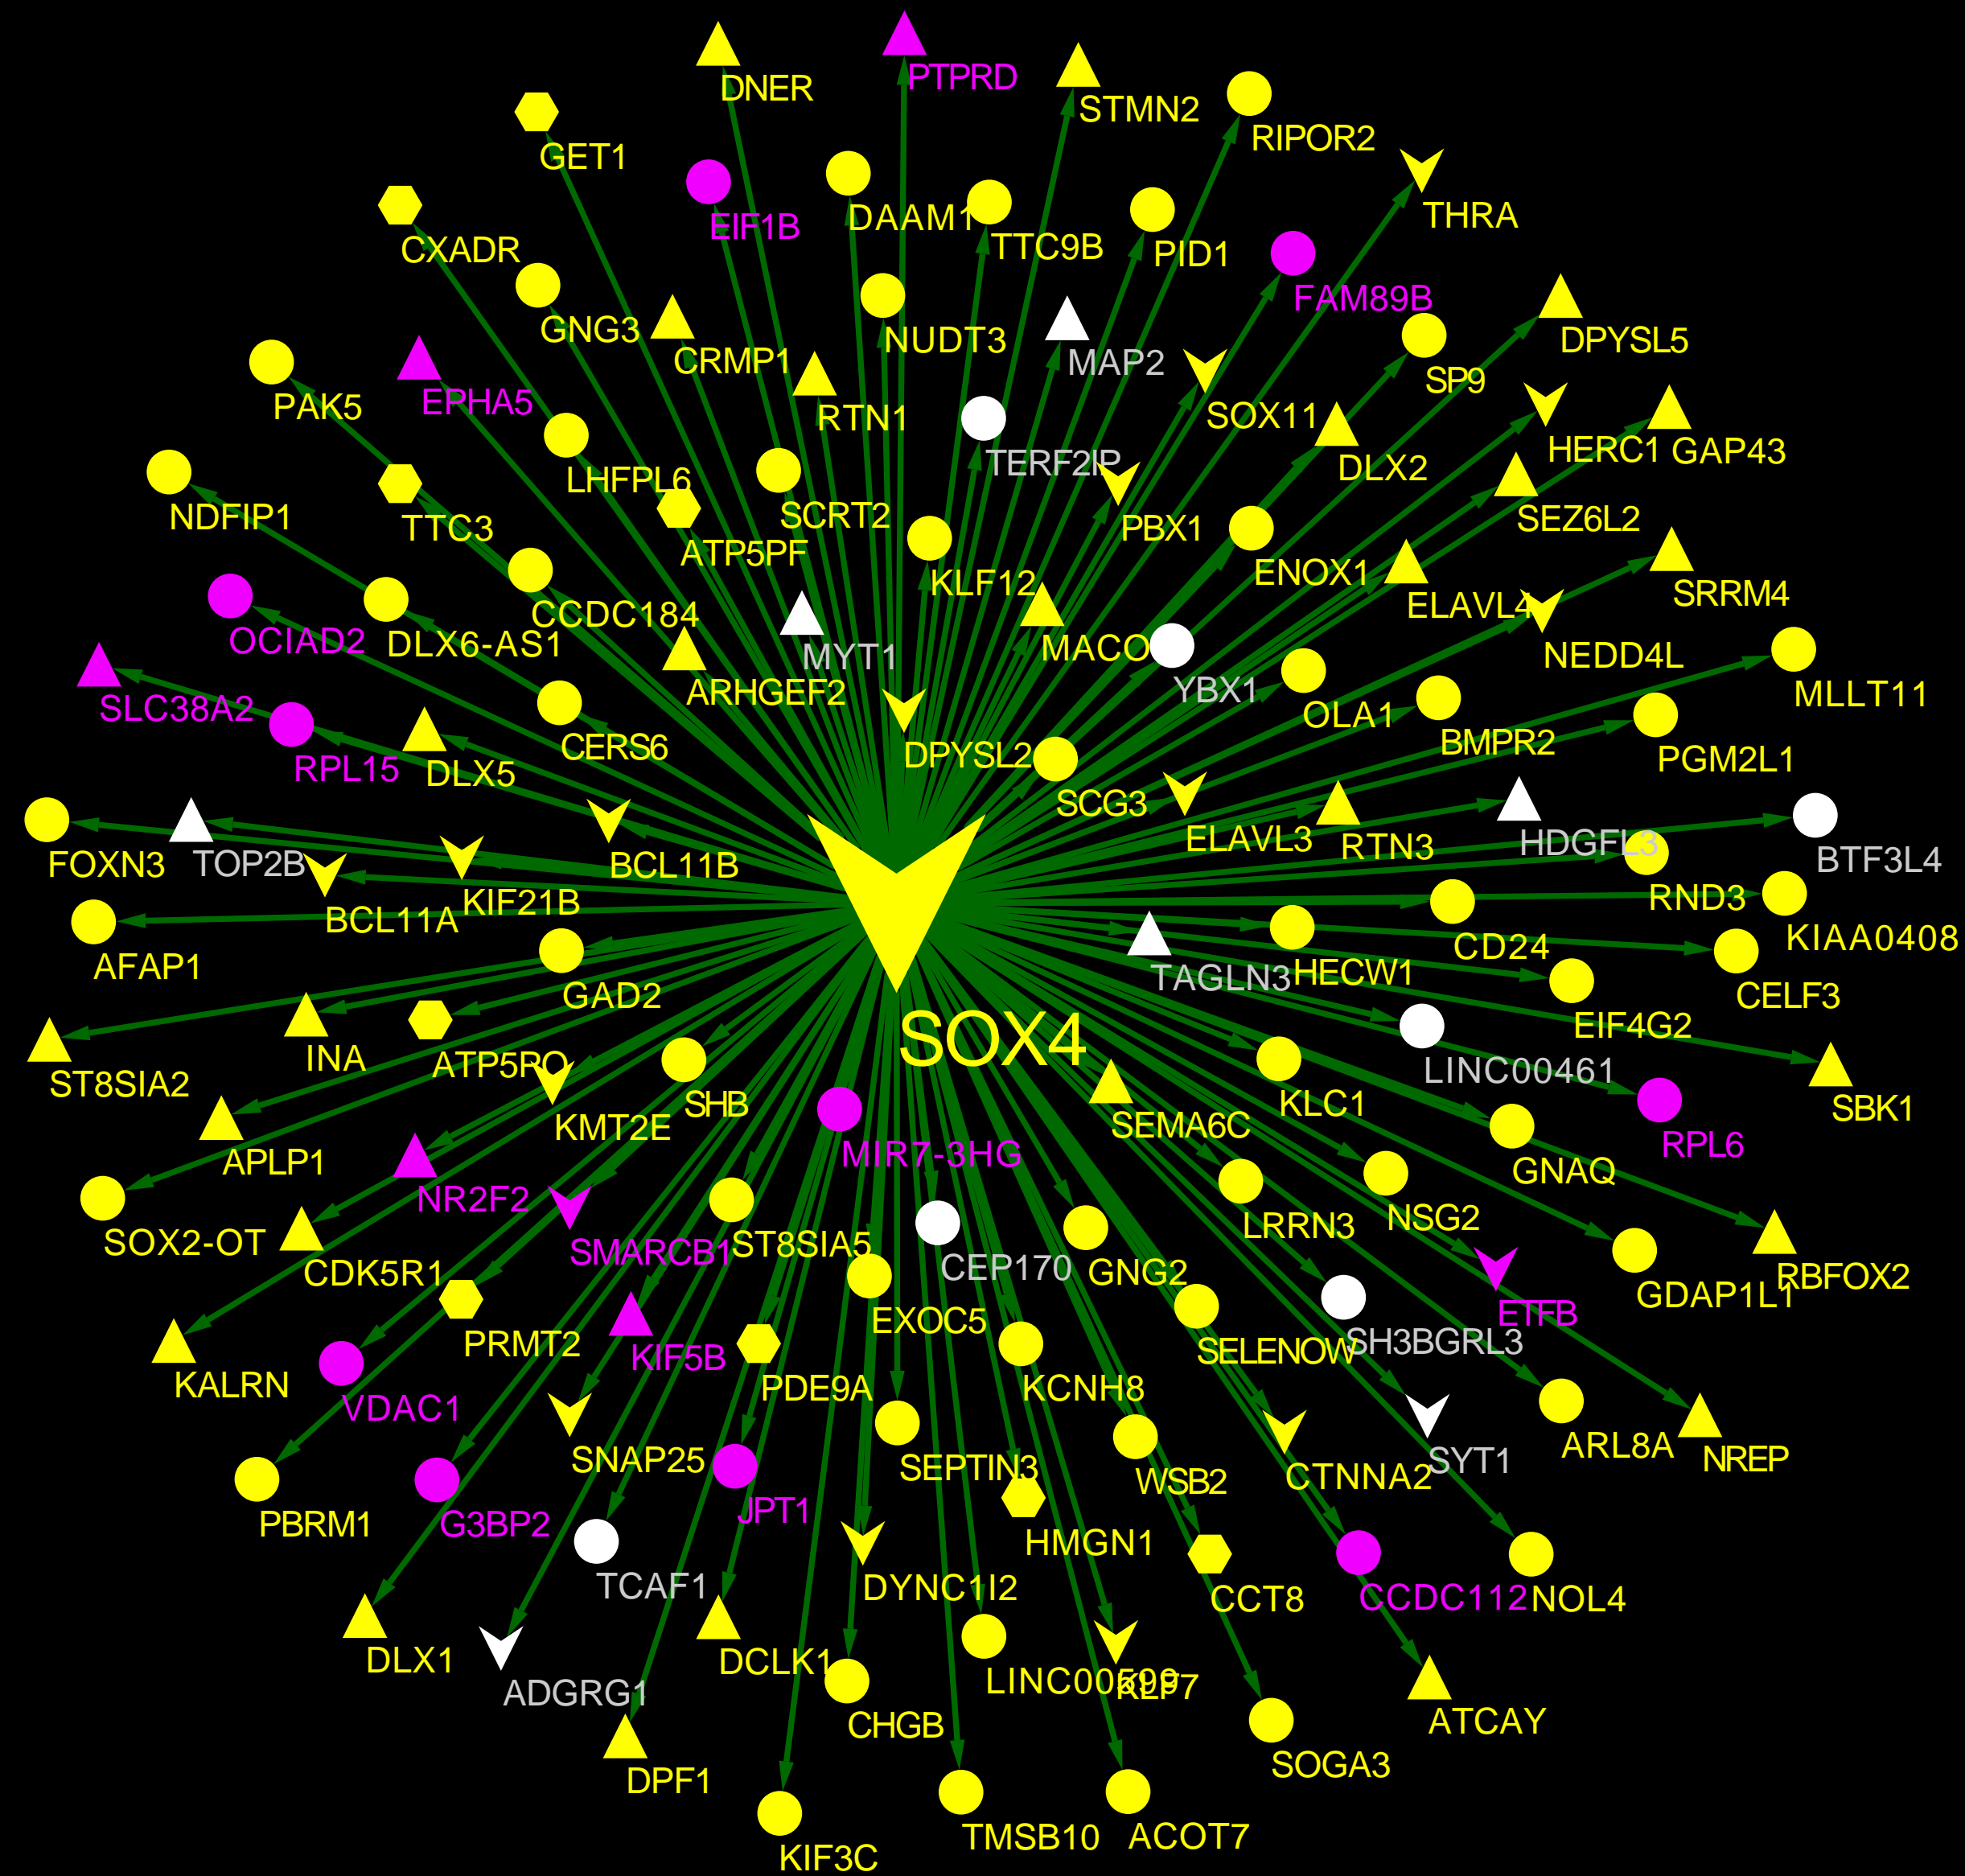 PTPRD
DNER
STMN2
RIPOR2
GET1
THRA
EIF1B
DAAM1
TTC9B
PID1
CXADR
FAM89B
GNG3
NUDT3
DPYSL5
CRMP1
MAP2
SP9
PAK5
EPHA5
RTN1
SOX11
HERC1
GAP43
TERF2IP
DLX2
LHFPL6
SCRT2
SEZ6L2
NDFIP1
TTC3
ATP5PF
PBX1
ENOX1
KLF12
SRRM4
CCDC184
ELAVL4
OCIAD2
DLX6-AS1
MYT1
MACO
NEDD4L
ARHGEF2
YBX1
MLLT11
SLC38A2
OLA1
CERS6
DPYSL2
BMPR2
PGM2L1
RPL15
DLX5
SCG3
ELAVL3
RTN3
HDGFL3
BTF3L4
FOXN3
TOP2B
BCL11B
KIF21B
BCL11A
RND3
KIAA0408
CD24
AFAP1
GAD2
TAGLN3
HECW1
CELF3
EIF4G2
SOX4
INA
ATP5PO
ST8SIA2
LINC00461
SHB
KLC1
SBK1
KMT2E
SEMA6C
RPL6
MIR7-3HG
APLP1
GNAQ
NR2F2
NSG2
LRRN3
SOX2-OT
ST8SIA5
SMARCB1
CDK5R1
CEP170
GNG2
RBFOX2
GDAP1L1
ETFB
EXOC5
PRMT2
SH3BGRL3
SELENOW
KIF5B
KALRN
PDE9A
KCNH8
VDAC1
ARL8A
NREP
SNAP25
SEPTIN3
SYT1
CTNNA2
WSB2
JPT1
PBRM1
G3BP2
HMGN1
TCAF1
DYNC1I2
CCT8
CCDC112
NOL4
DLX1
DCLK1
LINC00599
KLF7
ADGRG1
CHGB
ATCAY
SOGA3
DPF1
TMSB10
ACOT7
KIF3C